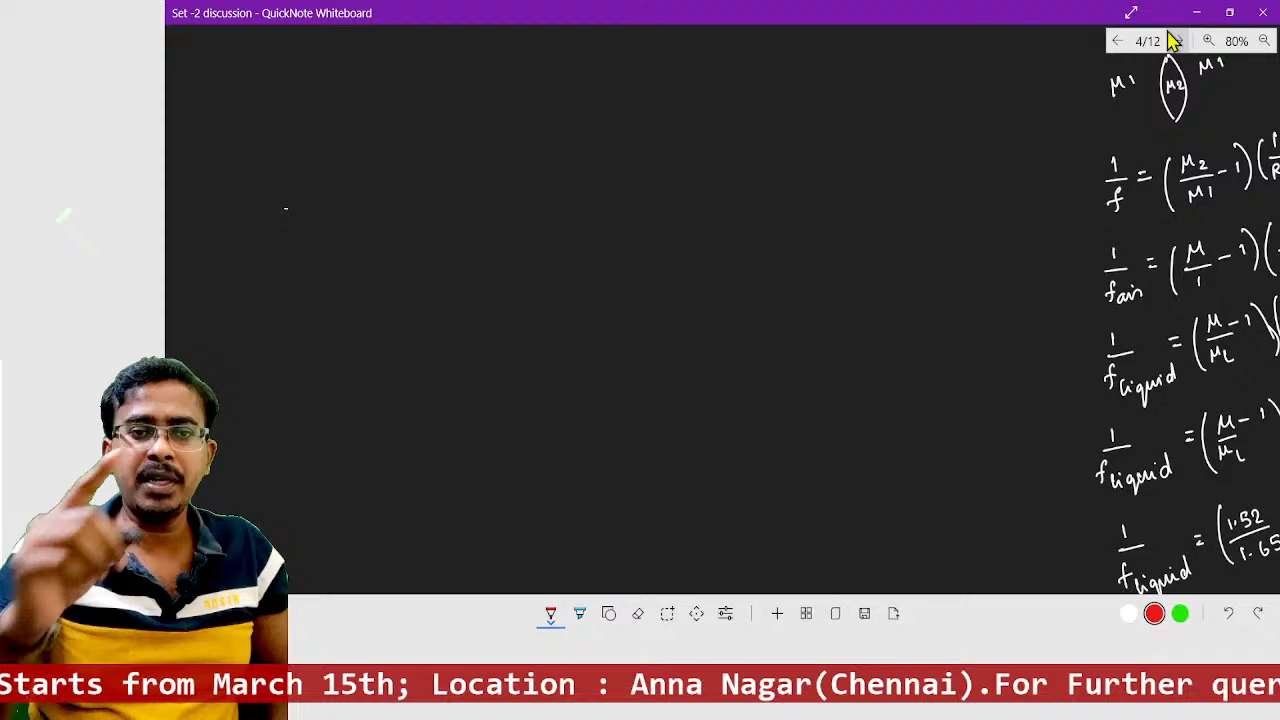 Set -2 discussion - QuickNote Whiteboard
4/12
80%
μ1 μ2 μ1
1/f = (μ2/μ1 - 1)(1/R
1/fair = (μ/1 - 1)(
1/fliquid = (μ/μL - 1)(
1/fliquid = (μ/μL - 1)
1/fliquid = (1.52/1.65
Starts from March 15th; Location : Anna Nagar(Chennai).For Further quer